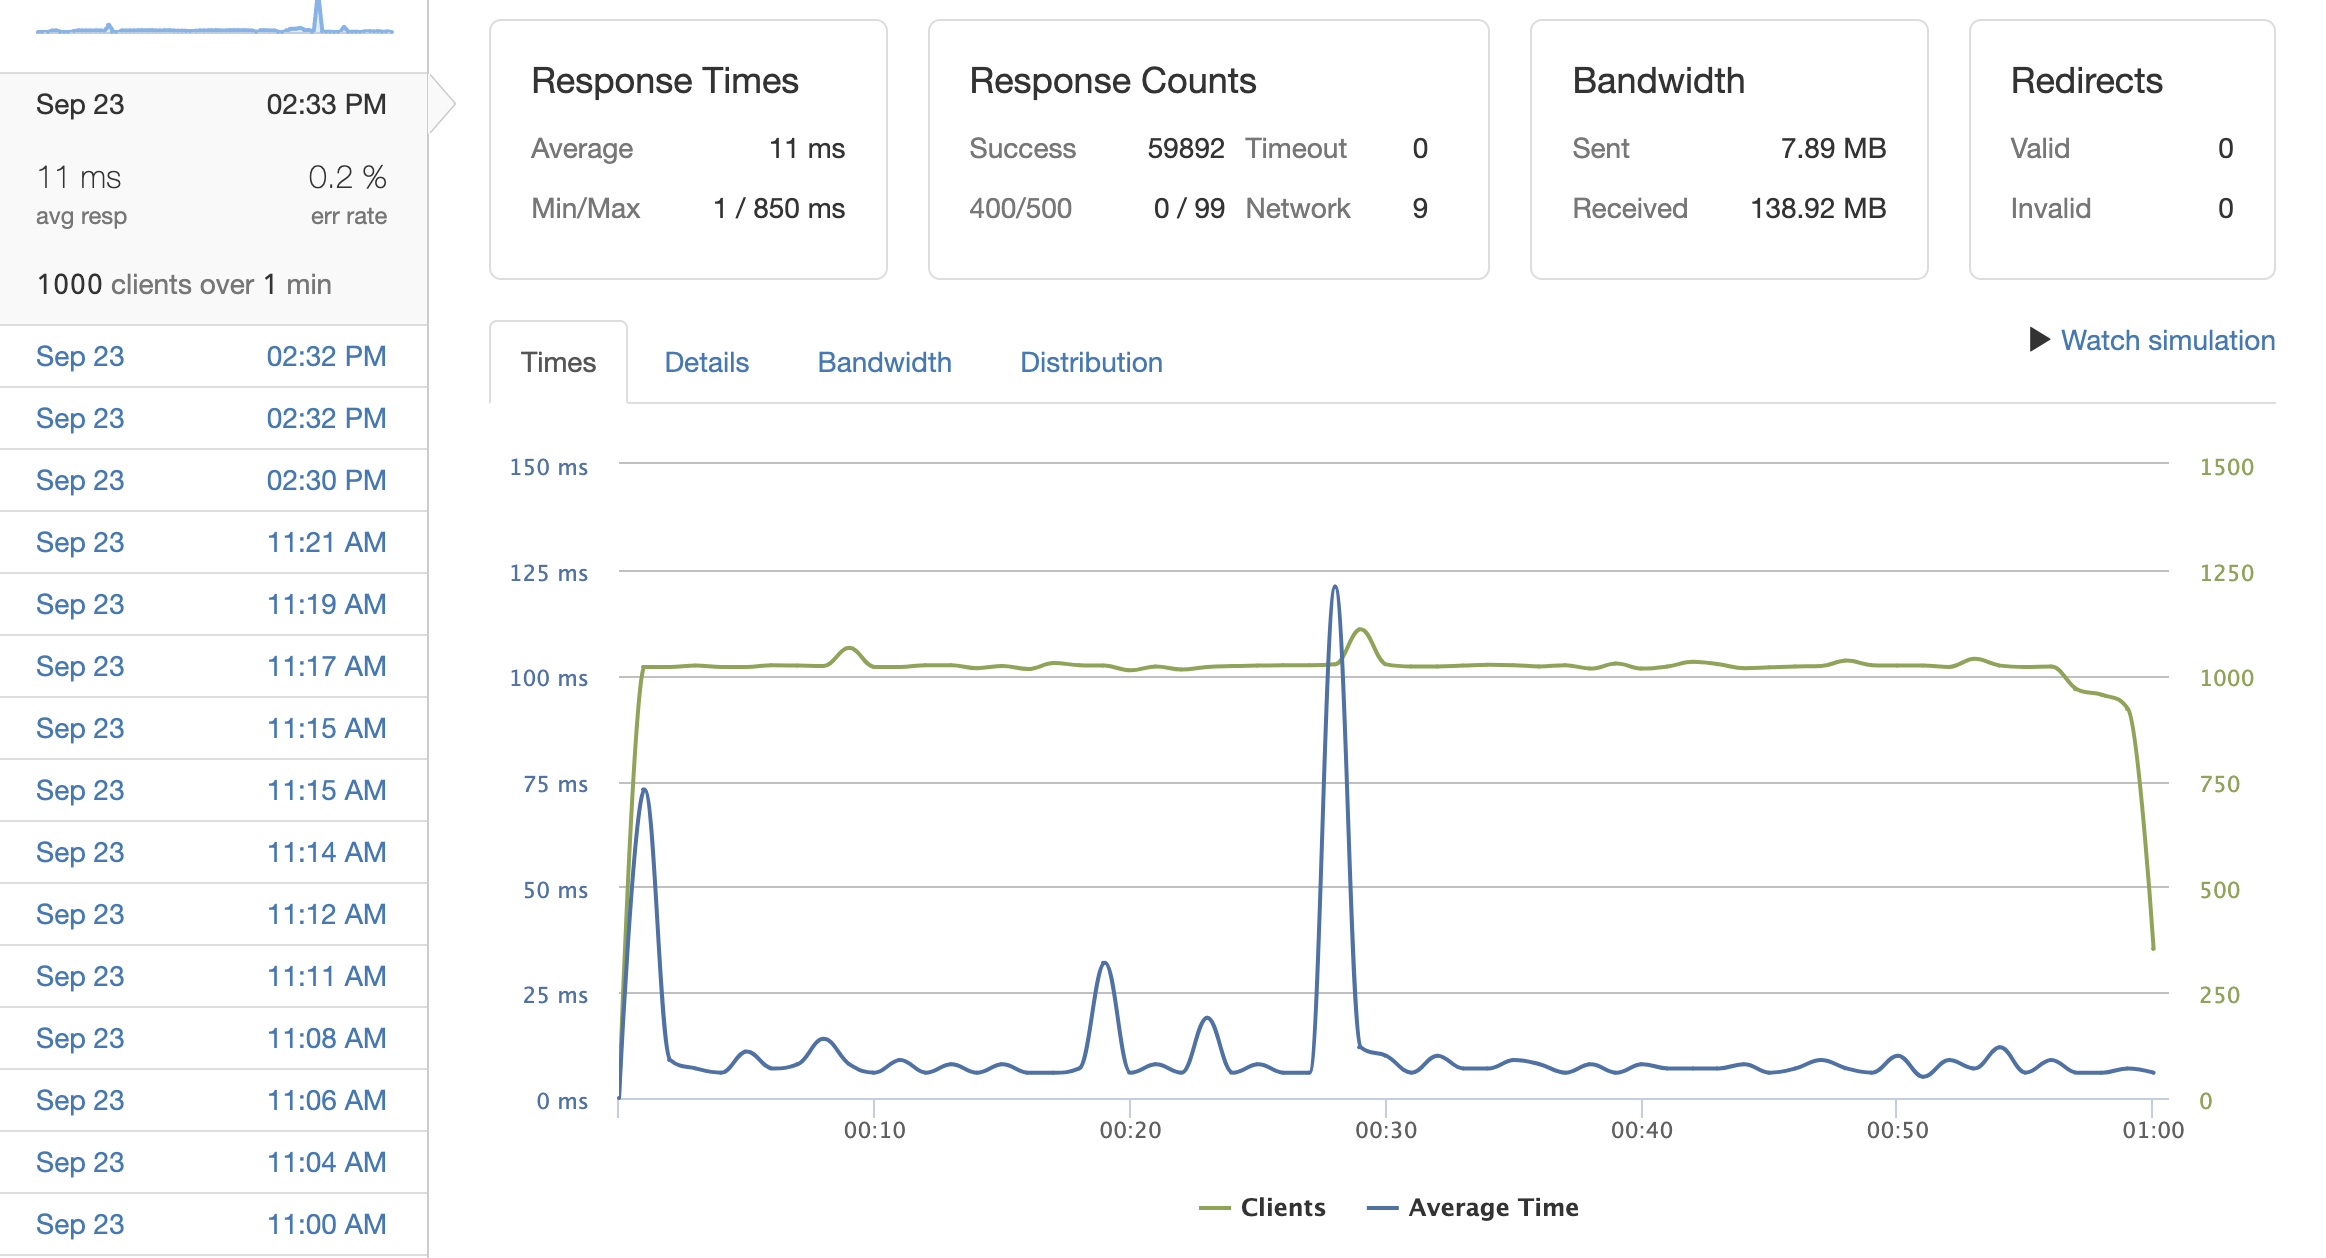 Sep 23 02:33 PM
11 ms 0.2 %
avg resp err rate
1000 clients over 1 min
Sep 23 02:32 PM
Sep 23 02:32 PM
Sep 23 02:30 PM
Sep 23 11:21 AM
Sep 23 11:19 AM
Sep 23 11:17 AM
Sep 23 11:15 AM
Sep 23 11:15 AM
Sep 23 11:14 AM
Sep 23 11:12 AM
Sep 23 11:11 AM
Sep 23 11:08 AM
Sep 23 11:06 AM
Sep 23 11:04 AM
Sep 23 11:00 AM
Response Times
Average 11 ms
Min/Max 1 / 850 ms
Response Counts
Success 59892 Timeout 0
400/500 0 / 99 Network 9
Bandwidth
Sent 7.89 MB
Received 138.92 MB
Redirects
Valid 0
Invalid 0
Times Details Bandwidth Distribution
Watch simulation
150 ms 1500
125 ms 1250
100 ms 1000
75 ms 750
50 ms 500
25 ms 250
0 ms 0
00:10 00:20 00:30 00:40 00:50 01:00
Clients Average Time